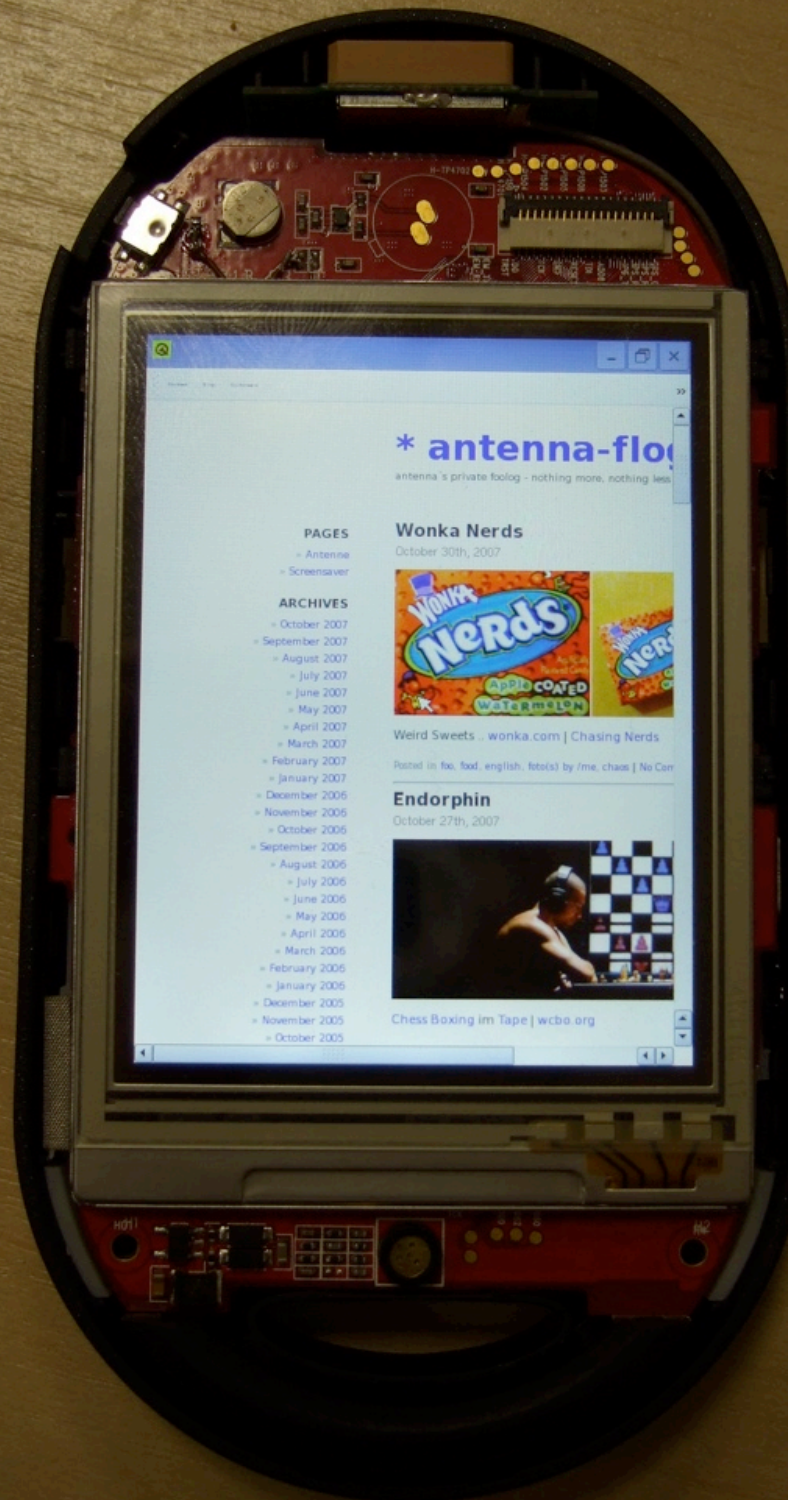 H-TP4702
* antenna-flog
antenna's private foolog - nothing more, nothing less
PAGES
» Antenne
» Screensaver
ARCHIVES
» October 2007
» September 2007
» August 2007
» July 2007
» June 2007
» May 2007
» April 2007
» March 2007
» February 2007
» January 2007
» December 2006
» November 2006
» October 2006
» September 2006
» August 2006
» July 2006
» June 2006
» May 2006
» April 2006
» March 2006
» February 2006
» January 2006
» December 2005
» November 2005
» October 2005
Wonka Nerds
October 30th, 2007
WONKA
NeRds
Apple COATED
WateRmeLoN
WONKA
NeRd
Weird Sweets .. wonka.com | Chasing Nerds
Posted in foo, food, english, foto(s) by /me, chaos | No Com
Endorphin
October 27th, 2007
Chess Boxing im Tape | wcbo.org